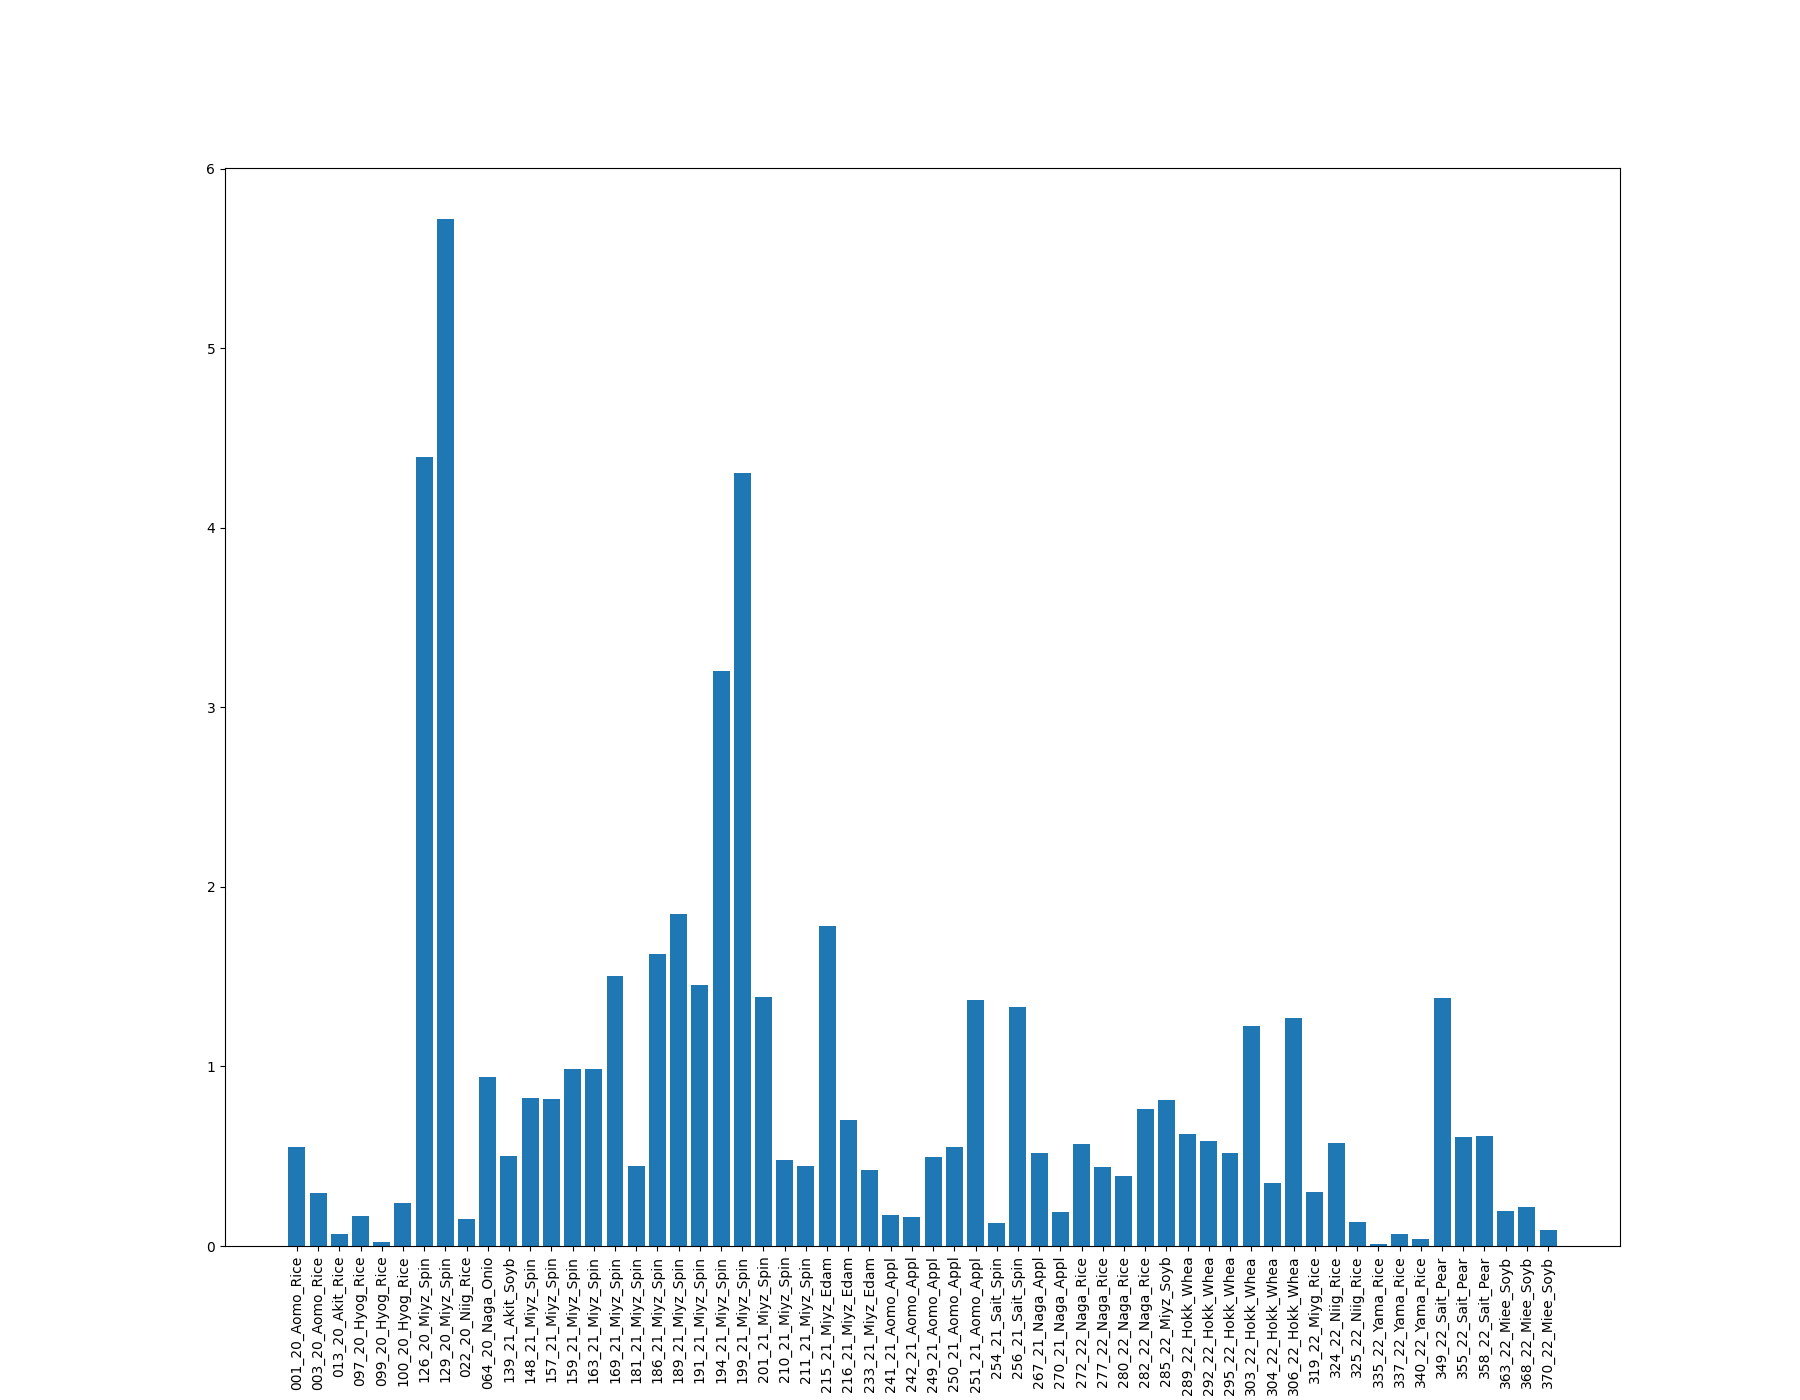 6
5
4
3
2
1
0
001_20_Aomo_Rice
003_20_Aomo_Rice
013_20_Akit_Rice
097_20_Hyog_Rice
099_20_Hyog_Rice
100_20_Hyog_Rice
126_20_Miyz_Spin
129_20_Miyz_Spin
022_20_Niig_Rice
064_20_Naga_Onio
139_21_Akit_Soyb
148_21_Miyz_Spin
157_21_Miyz_Spin
159_21_Miyz_Spin
163_21_Miyz_Spin
169_21_Miyz_Spin
181_21_Miyz_Spin
186_21_Miyz_Spin
189_21_Miyz_Spin
191_21_Miyz_Spin
194_21_Miyz_Spin
199_21_Miyz_Spin
201_21_Miyz_Spin
210_21_Miyz_Spin
211_21_Miyz_Spin
215_21_Miyz_Edam
216_21_Miyz_Edam
233_21_Miyz_Edam
241_21_Aomo_Appl
242_21_Aomo_Appl
249_21_Aomo_Appl
250_21_Aomo_Appl
251_21_Aomo_Appl
254_21_Sait_Spin
256_21_Sait_Spin
267_21_Naga_Appl
270_21_Naga_Appl
272_22_Naga_Rice
277_22_Naga_Rice
280_22_Naga_Rice
282_22_Naga_Rice
285_22_Miyz_Soyb
289_22_Hokk_Whea
292_22_Hokk_Whea
295_22_Hokk_Whea
303_22_Hokk_Whea
304_22_Hokk_Whea
306_22_Hokk_Whea
319_22_Miyg_Rice
324_22_Niig_Rice
325_22_Niig_Rice
335_22_Yama_Rice
337_22_Yama_Rice
340_22_Yama_Rice
349_22_Sait_Pear
355_22_Sait_Pear
358_22_Sait_Pear
363_22_Miee_Soyb
368_22_Miee_Soyb
370_22_Miee_Soyb